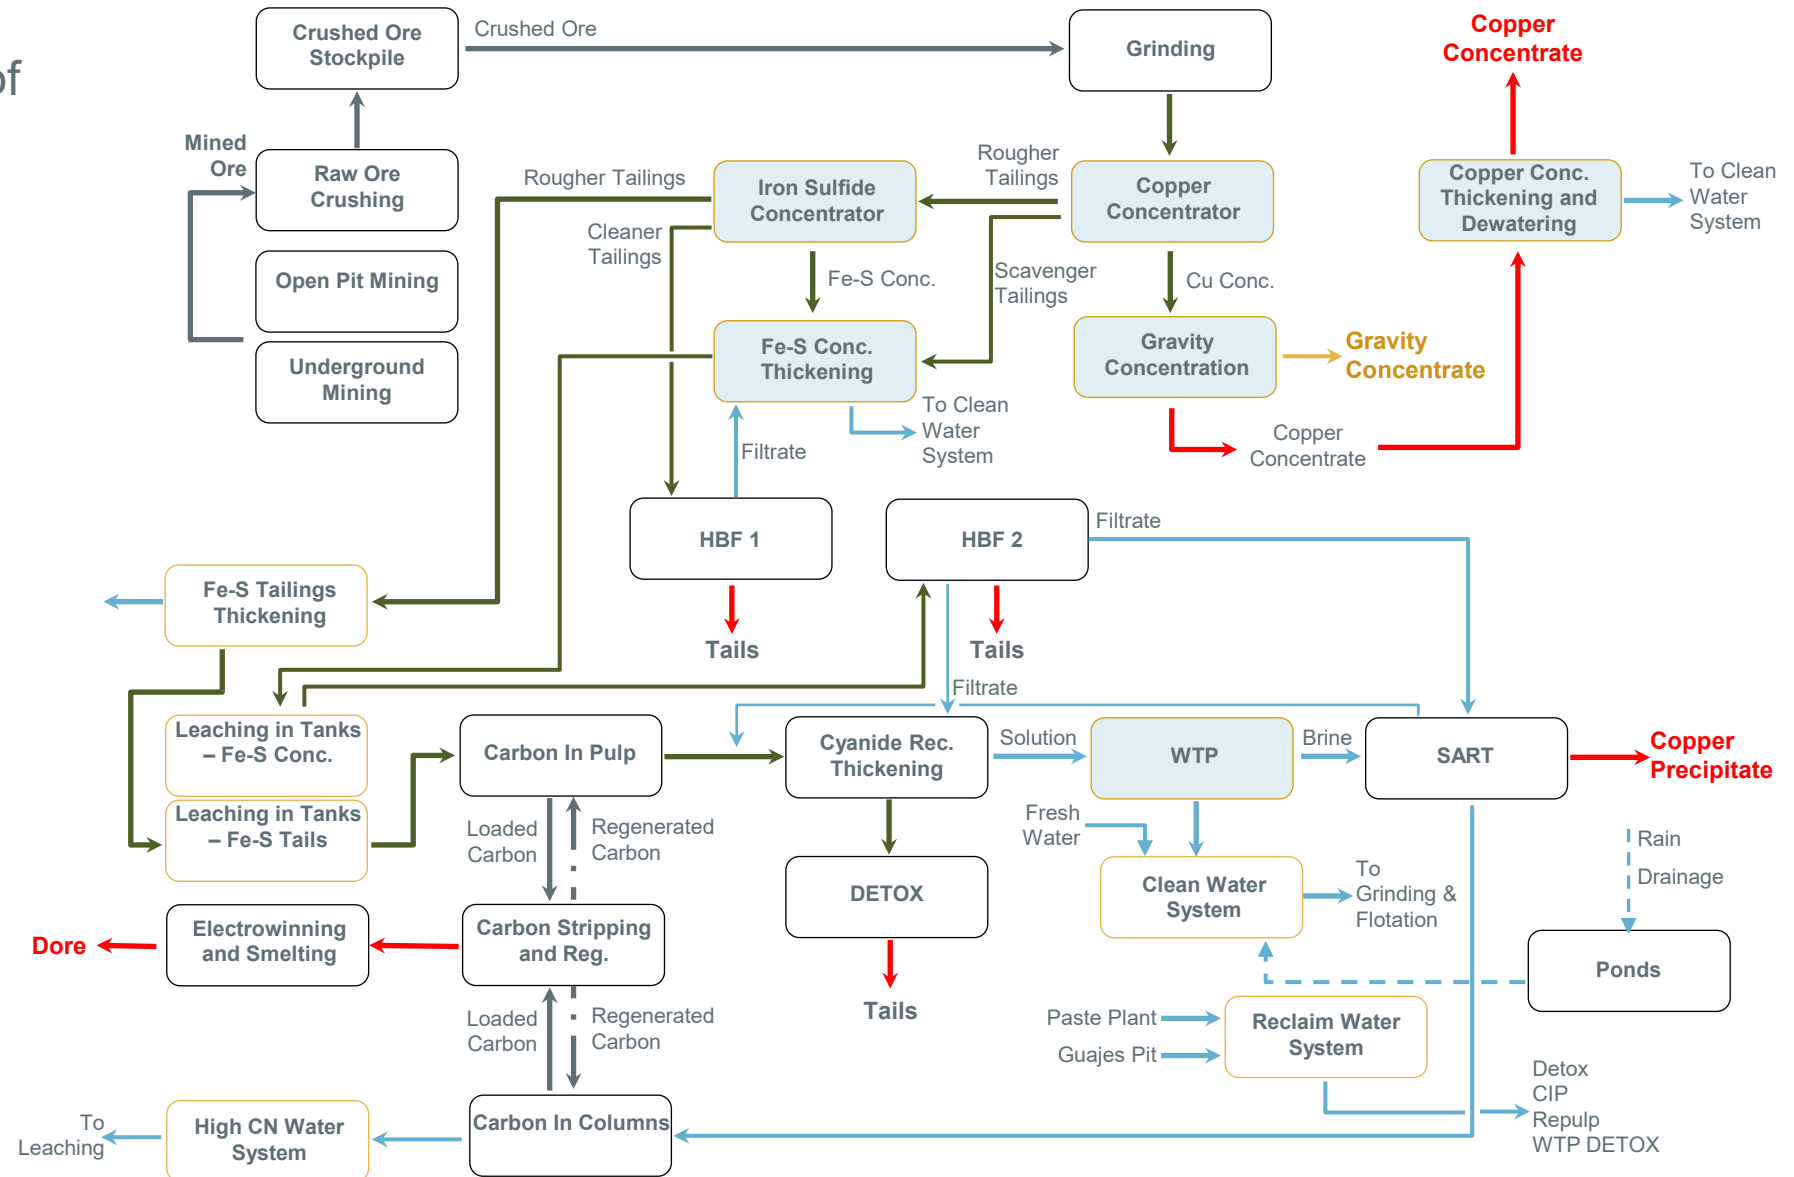 of
Crushed Ore
Stockpile
Crushed Ore
Grinding
Copper
Concentrate
Mined
Ore
Raw Ore
Crushing
Rougher Tailings
Iron Sulfide
Concentrator
Rougher
Tailings
Copper
Concentrator
Copper Conc.
Thickening and
Dewatering
To Clean
Water
System
Cleaner
Tailings
Open Pit Mining
Fe-S Conc.
Scavenger
Tailings
Cu Conc.
Underground
Mining
Fe-S Conc.
Thickening
Gravity
Concentration
Gravity
Concentrate
To Clean
Water
System
Filtrate
Copper
Concentrate
HBF 1
HBF 2
Filtrate
Fe-S Tailings
Thickening
Tails
Tails
Filtrate
Leaching in Tanks
– Fe-S Conc.
Carbon In Pulp
Cyanide Rec.
Thickening
Solution
WTP
Brine
SART
Copper
Precipitate
Leaching in Tanks
– Fe-S Tails
Loaded
Carbon
Regenerated
Carbon
Fresh
Water
Rain
Drainage
DETOX
Clean Water
System
To
Grinding &
Flotation
Dore
Electrowinning
and Smelting
Carbon Stripping
and Reg.
Ponds
Tails
Loaded
Carbon
Regenerated
Carbon
Paste Plant
Guajes Pit
Reclaim Water
System
Detox
CIP
Repulp
WTP DETOX
To
Leaching
High CN Water
System
Carbon In Columns